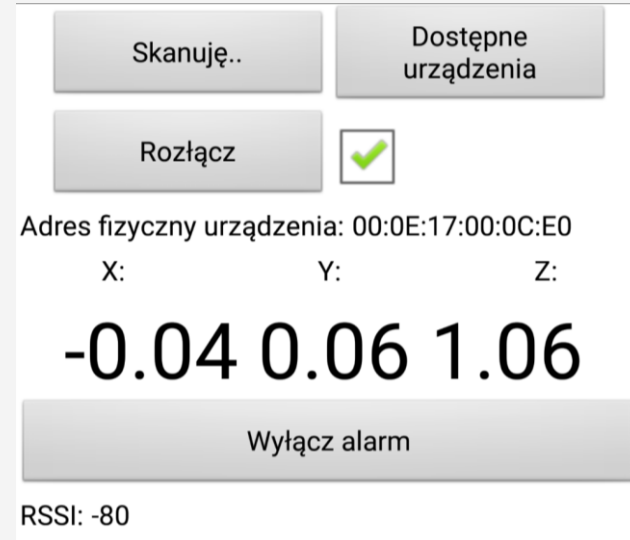 Skanuję..
Dostępne
urządzenia
Rozłącz
Adres fizyczny urządzenia: 00:0E:17:00:0C:E0
X: Y: Z:
-0.04 0.06 1.06
Wyłącz alarm
RSSI: -80